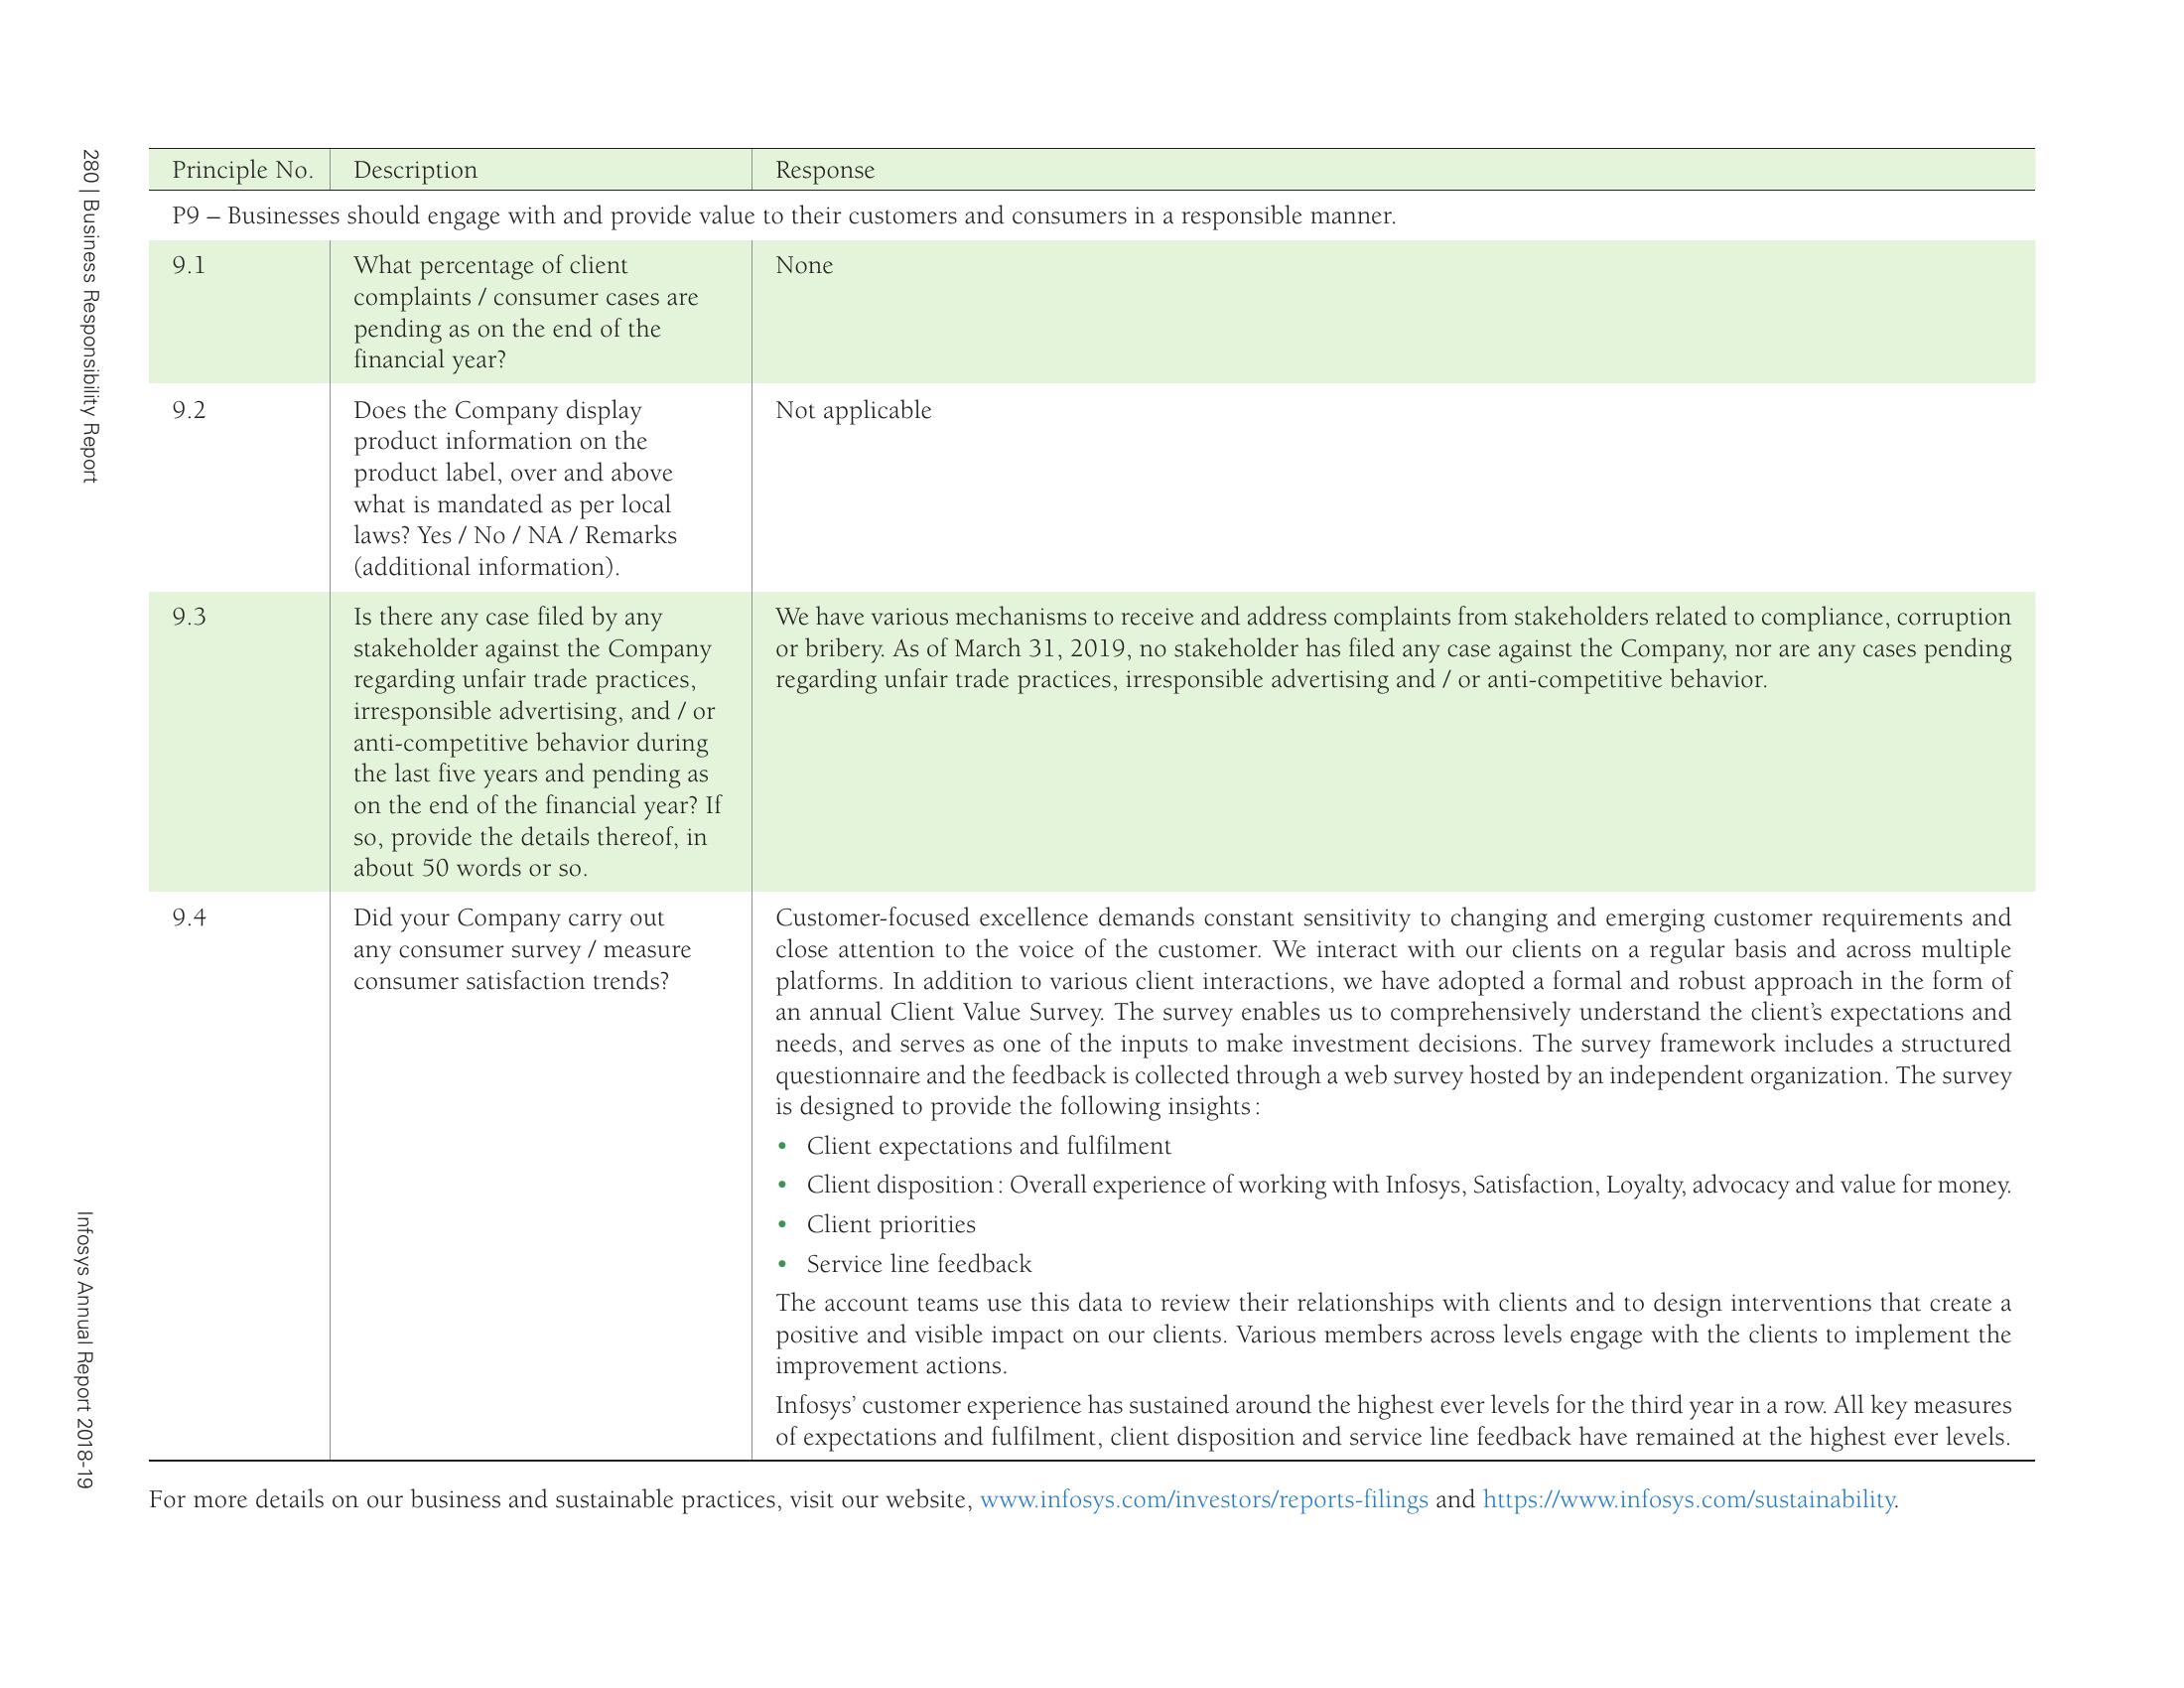 280 | Business Responsibility Report
Infosys Annual Report 2018-19
Principle No.
Description
Response
P9 – Businesses should engage with and provide value to their customers and consumers in a responsible manner.
9.1
What percentage of client
complaints / consumer cases are
pending as on the end of the
financial year?
None
9.2
Does the Company display
product information on the
product label, over and above
what is mandated as per local
laws? Yes / No / NA / Remarks
(additional information).
Not applicable
9.3
Is there any case filed by any
stakeholder against the Company
regarding unfair trade practices,
irresponsible advertising, and / or
anti-competitive behavior during
the last five years and pending as
on the end of the financial year? If
so, provide the details thereof, in
about 50 words or so.
We have various mechanisms to receive and address complaints from stakeholders related to compliance, corruption
or bribery. As of March 31, 2019, no stakeholder has filed any case against the Company, nor are any cases pending
regarding unfair trade practices, irresponsible advertising and / or anti-competitive behavior.
9.4
Did your Company carry out
any consumer survey / measure
consumer satisfaction trends?
Customer-focused excellence demands constant sensitivity to changing and emerging customer requirements and
close attention to the voice of the customer. We interact with our clients on a regular basis and across multiple
platforms. In addition to various client interactions, we have adopted a formal and robust approach in the form of
an annual Client Value Survey. The survey enables us to comprehensively understand the client’s expectations and
needs, and serves as one of the inputs to make investment decisions. The survey framework includes a structured
questionnaire and the feedback is collected through a web survey hosted by an independent organization. The survey
is designed to provide the following insights:
• Client expectations and fulfilment
• Client disposition: Overall experience of working with Infosys, Satisfaction, Loyalty, advocacy and value for money.
• Client priorities
• Service line feedback
The account teams use this data to review their relationships with clients and to design interventions that create a
positive and visible impact on our clients. Various members across levels engage with the clients to implement the
improvement actions.
Infosys’ customer experience has sustained around the highest ever levels for the third year in a row. All key measures
of expectations and fulfilment, client disposition and service line feedback have remained at the highest ever levels.
For more details on our business and sustainable practices, visit our website, www.infosys.com/investors/reports-filings and https://www.infosys.com/sustainability.